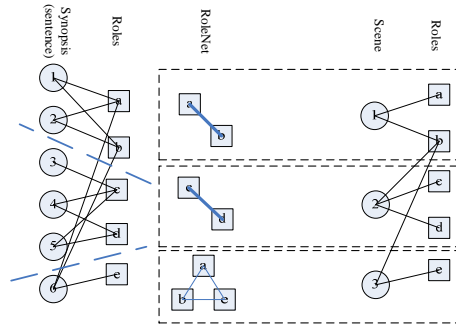 Synopsis
(sentence)
1
2
3
4
5
6
Roles
a
b
c
d
e
RoleNet
a
b
c
d
a
b
e
Scene
1
2
3
Roles
a
b
c
d
e